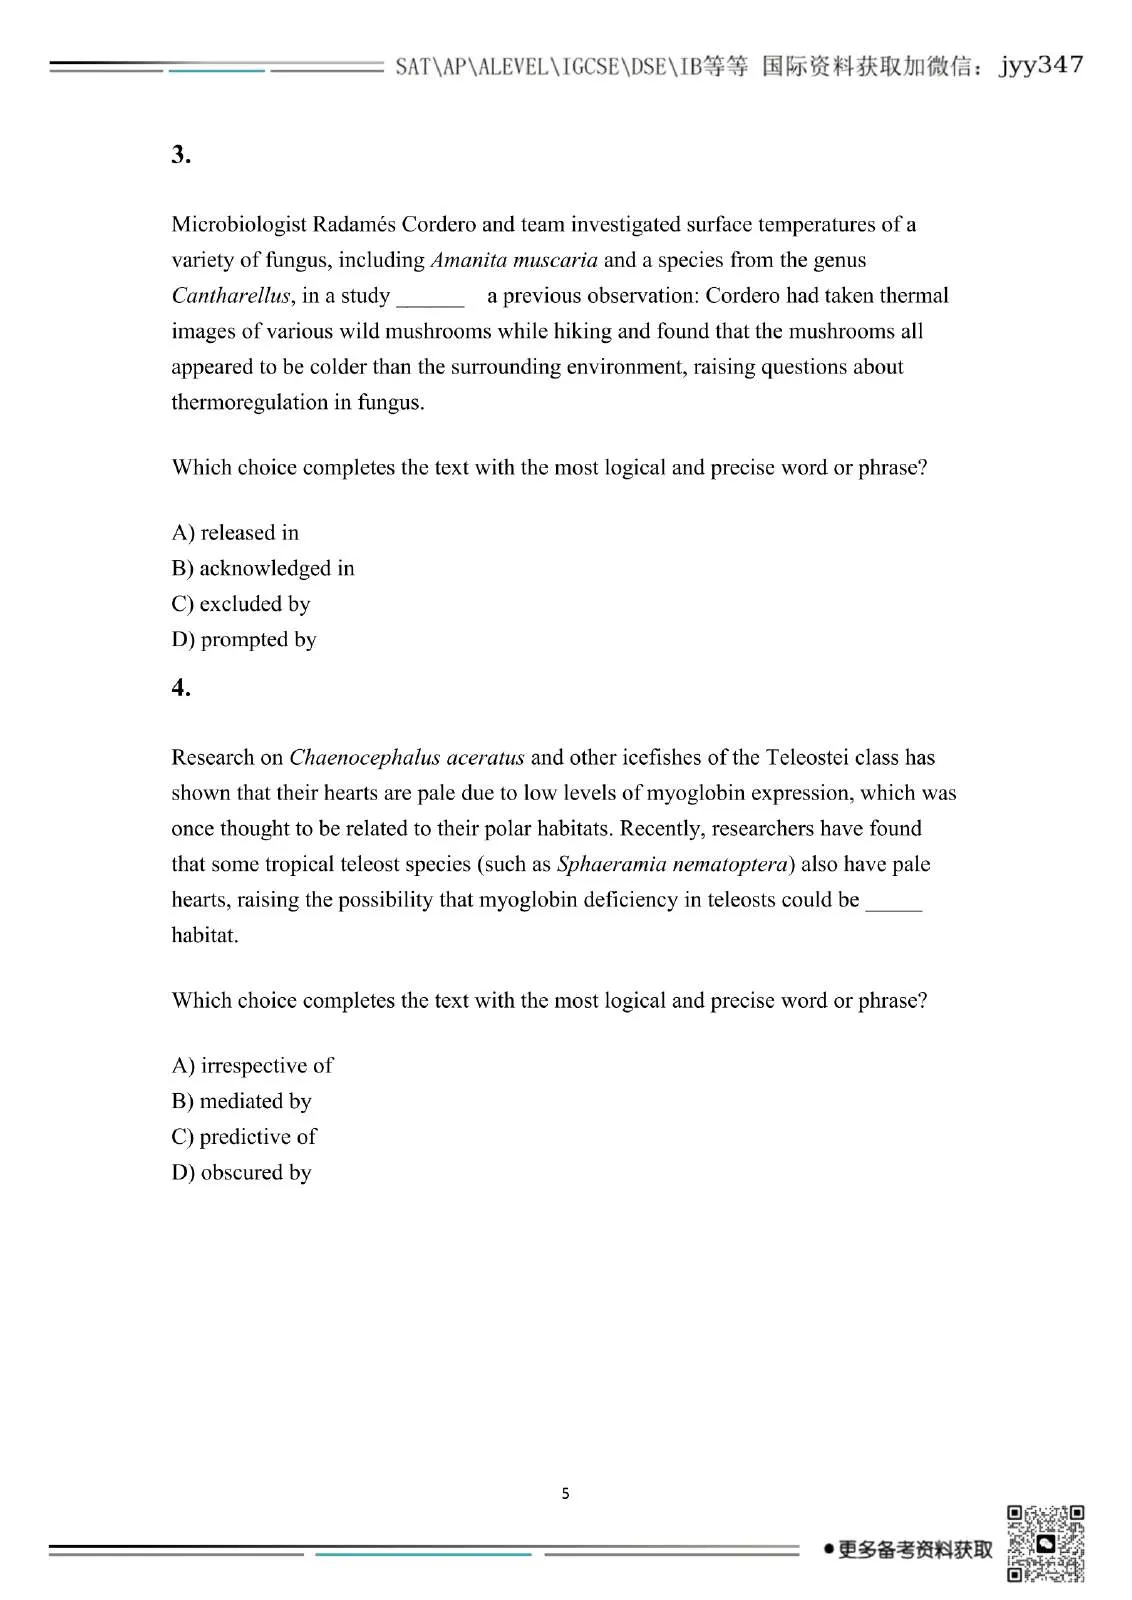 SAT\AP\ALEVEL\IGCSE\DSE\IB等等 国际资料获取加微信：jyy347
3.
Microbiologist Radamés Cordero and team investigated surface temperatures of a
variety of fungus, including Amanita muscaria and a species from the genus
Cantharellus, in a study ______ a previous observation: Cordero had taken thermal
images of various wild mushrooms while hiking and found that the mushrooms all
appeared to be colder than the surrounding environment, raising questions about
thermoregulation in fungus.
Which choice completes the text with the most logical and precise word or phrase?
A) released in
B) acknowledged in
C) excluded by
D) prompted by
4.
Research on Chaenocephalus aceratus and other icefishes of the Teleostei class has
shown that their hearts are pale due to low levels of myoglobin expression, which was
once thought to be related to their polar habitats. Recently, researchers have found
that some tropical teleost species (such as Sphaeramia nematoptera) also have pale
hearts, raising the possibility that myoglobin deficiency in teleosts could be _____
habitat.
Which choice completes the text with the most logical and precise word or phrase?
A) irrespective of
B) mediated by
C) predictive of
D) obscured by
5
●更多备考资料获取